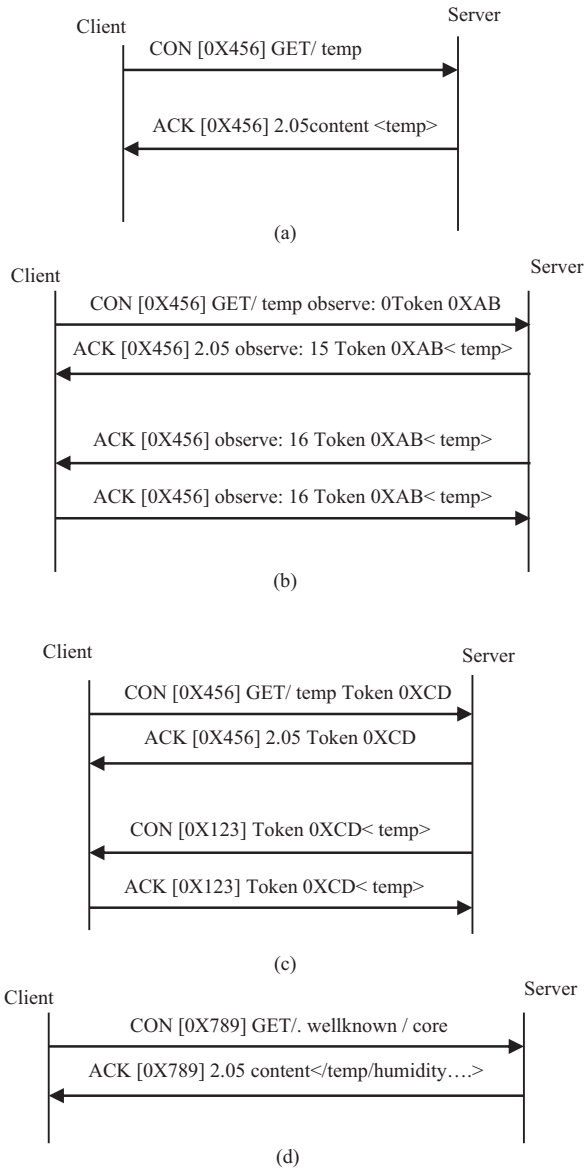 Client
Server
CON [0X456] GET/ temp
ACK [0X456] 2.05content <temp>
(a)
Client
Server
CON [0X456] GET/ temp observe: 0Token 0XAB
ACK [0X456] 2.05 observe: 15 Token 0XAB< temp>
ACK [0X456] observe: 16 Token 0XAB< temp>
ACK [0X456] observe: 16 Token 0XAB< temp>
(b)
Client
Server
CON [0X456] GET/ temp Token 0XCD
ACK [0X456] 2.05 Token 0XCD
CON [0X123] Token 0XCD< temp>
ACK [0X123] Token 0XCD< temp>
(c)
Client
Server
CON [0X789] GET/. wellknown / core
ACK [0X789] 2.05 content</temp/humidity….>
(d)